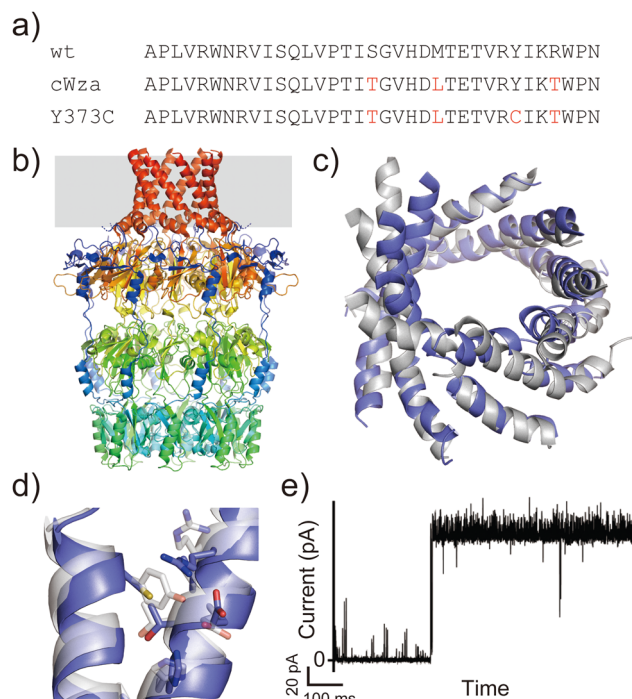 a)
wt APLVRWNRVISQLVPTISGVHDMTETVRYIKRWPN
cWza APLVRWNRVISQLVPTITGVHDLTETVRYIKTWPN
Y373C APLVRWNRVISQLVPTITGVHDLTETVRCIKTWPN
b)
c)
d)
e)
Current (pA)
0
20 pA
100 ms
Time